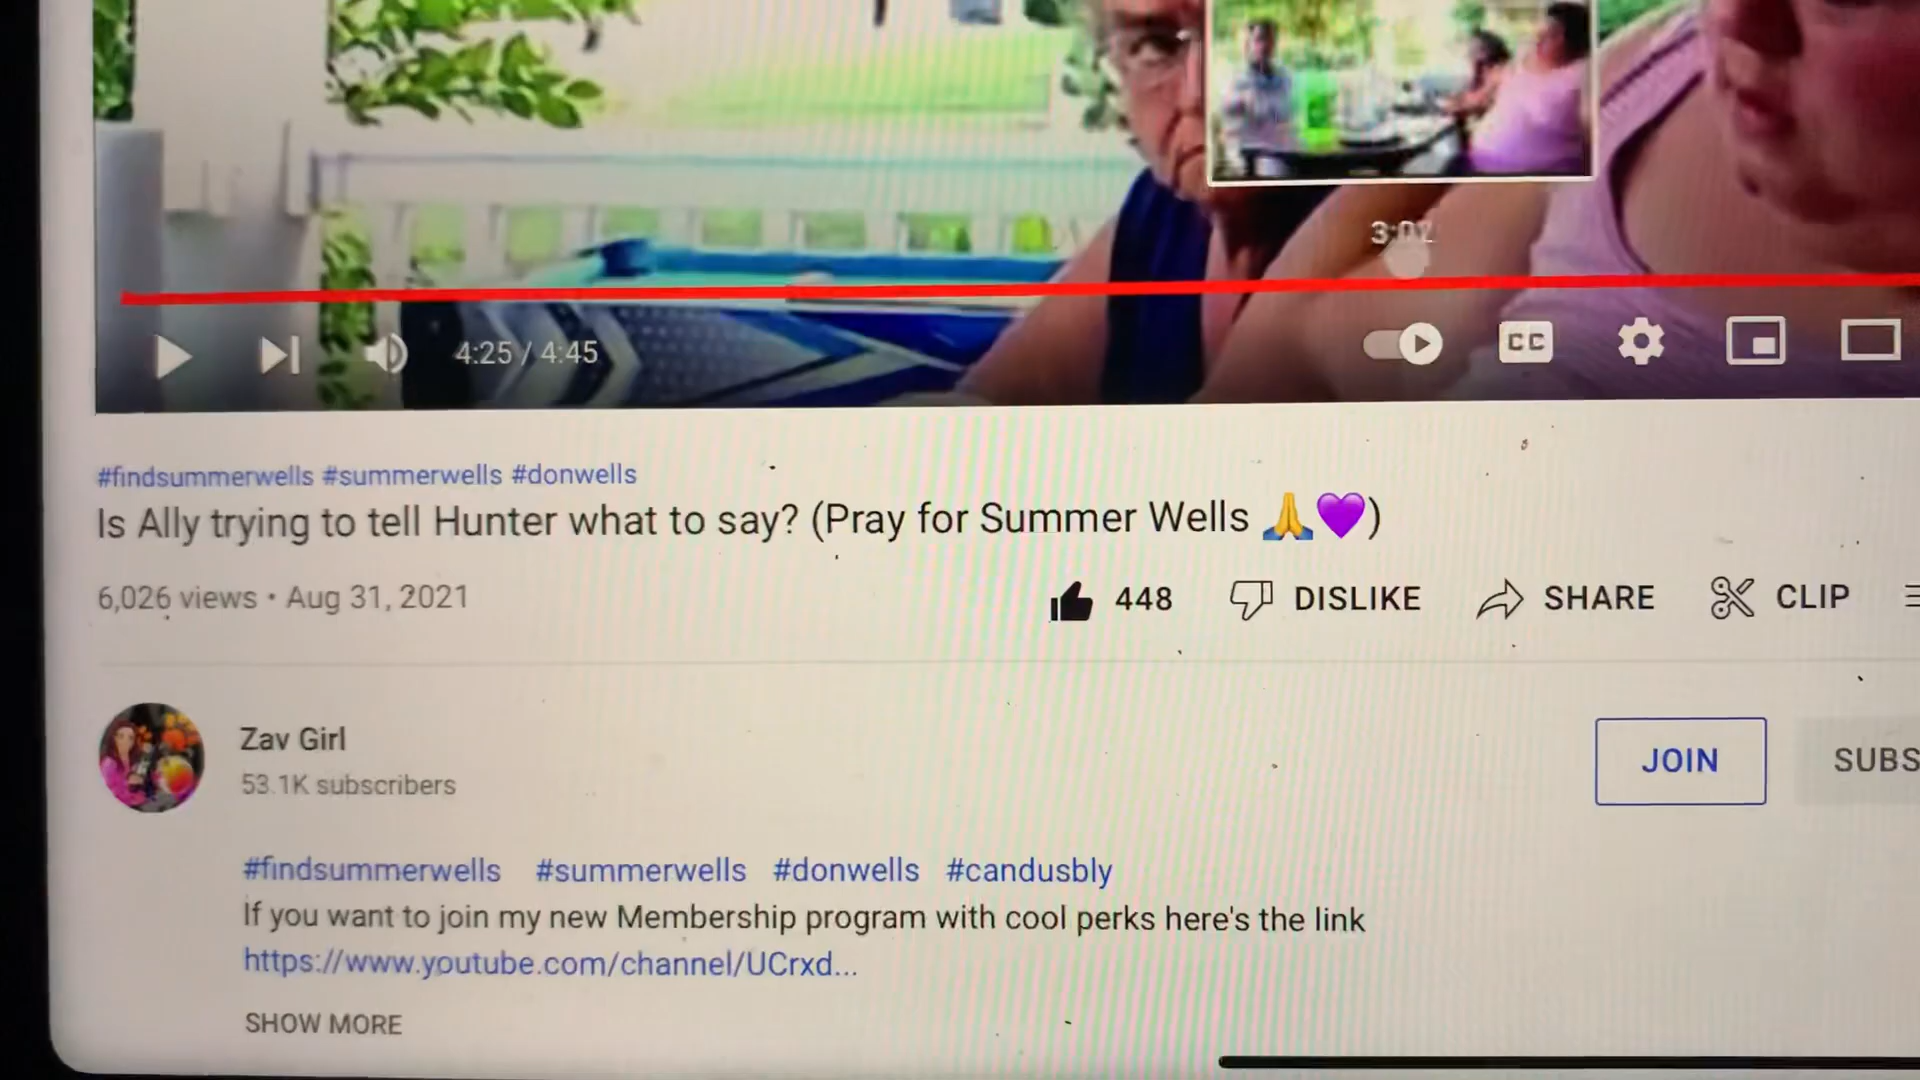 3:02
4:25 / 4:45
CC
#findsummerwells #summerwells #donwells
Is Ally trying to tell Hunter what to say? (Pray for Summer Wells 🙏💜)
6,026 views • Aug 31, 2021
448 DISLIKE SHARE CLIP
Zav Girl
53.1K subscribers
JOIN SUBS
#findsummerwells #summerwells #donwells #candusbly
If you want to join my new Membership program with cool perks here's the link
https://www.youtube.com/channel/UCrxd...
SHOW MORE